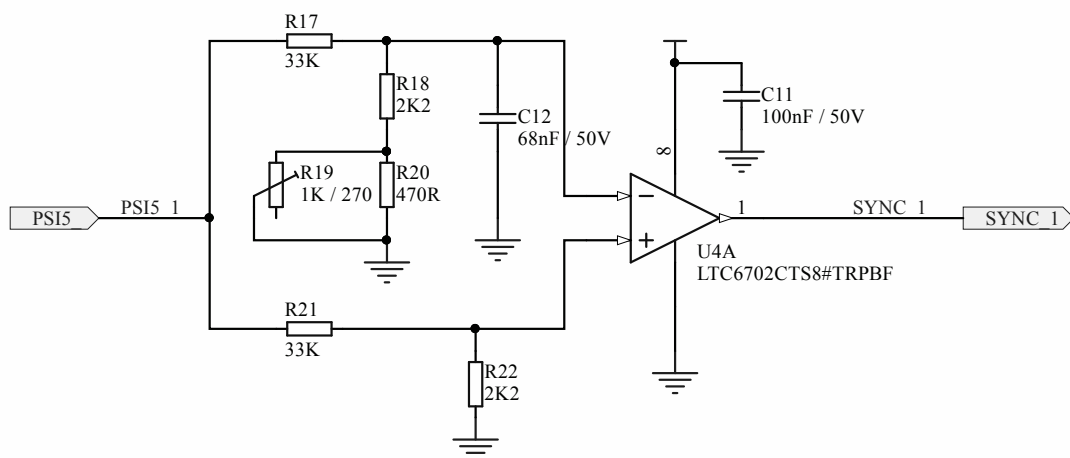 R17
33K
R18
2K2
C12
68nF / 50V
C11
100nF / 50V
8
R19
1K / 270
R20
470R
PSI5_
PSI5_1
1
SYNC_1
SYNC_1
U4A
LTC6702CTS8#TRPBF
R21
33K
R22
2K2